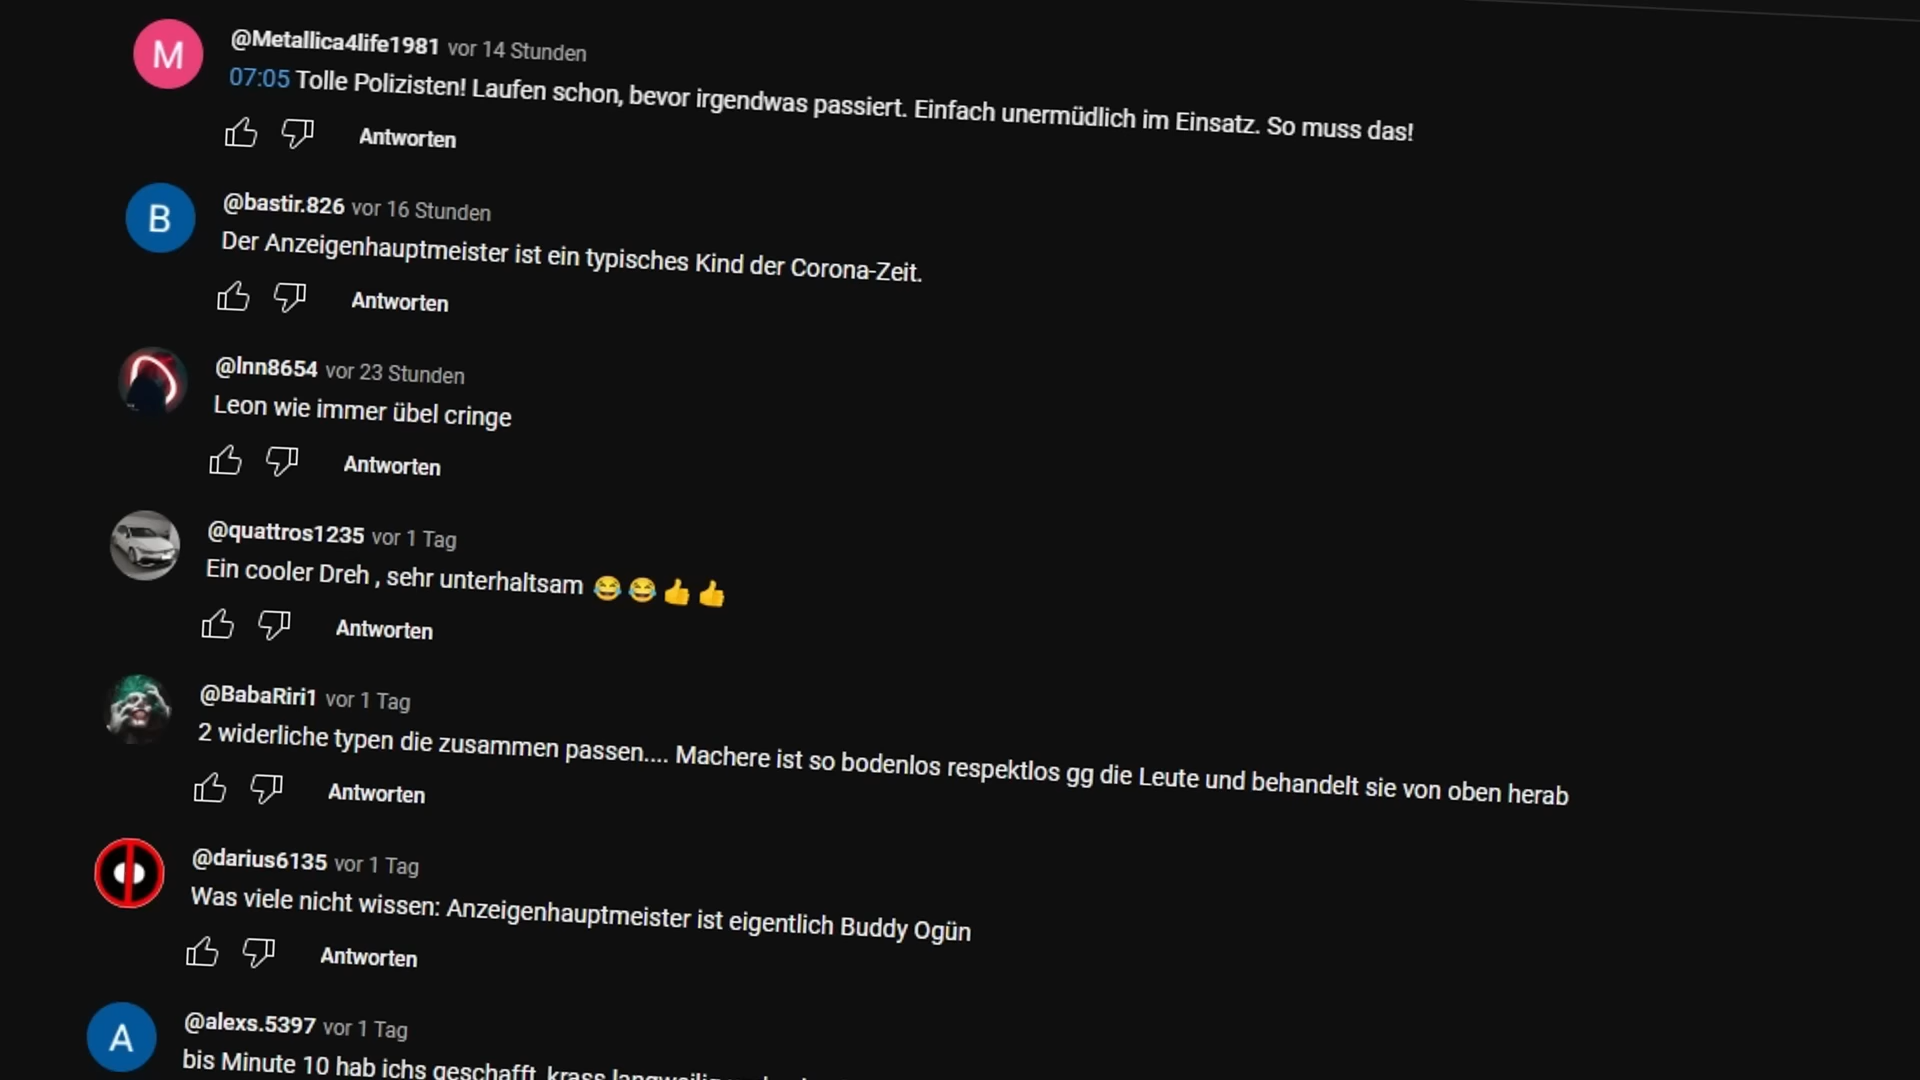 M
@Metallica4life1981 vor 14 Stunden
07:05 Tolle Polizisten! Laufen schon, bevor irgendwas passiert. Einfach unermüdlich im Einsatz. So muss das!
Antworten
B
@bastir.826 vor 16 Stunden
Der Anzeigenhauptmeister ist ein typisches Kind der Corona-Zeit.
Antworten
@lnn8654 vor 23 Stunden
Leon wie immer übel cringe
Antworten
@quattros1235 vor 1 Tag
Ein cooler Dreh , sehr unterhaltsam 😂😂👍👍
Antworten
@BabaRiri1 vor 1 Tag
2 widerliche typen die zusammen passen.... Machere ist so bodenlos respektlos gg die Leute und behandelt sie von oben herab
Antworten
@darius6135 vor 1 Tag
Was viele nicht wissen: Anzeigenhauptmeister ist eigentlich Buddy Ogün
Antworten
A
@alexs.5397 vor 1 Tag
bis Minute 10 hab ichs geschafft, krass